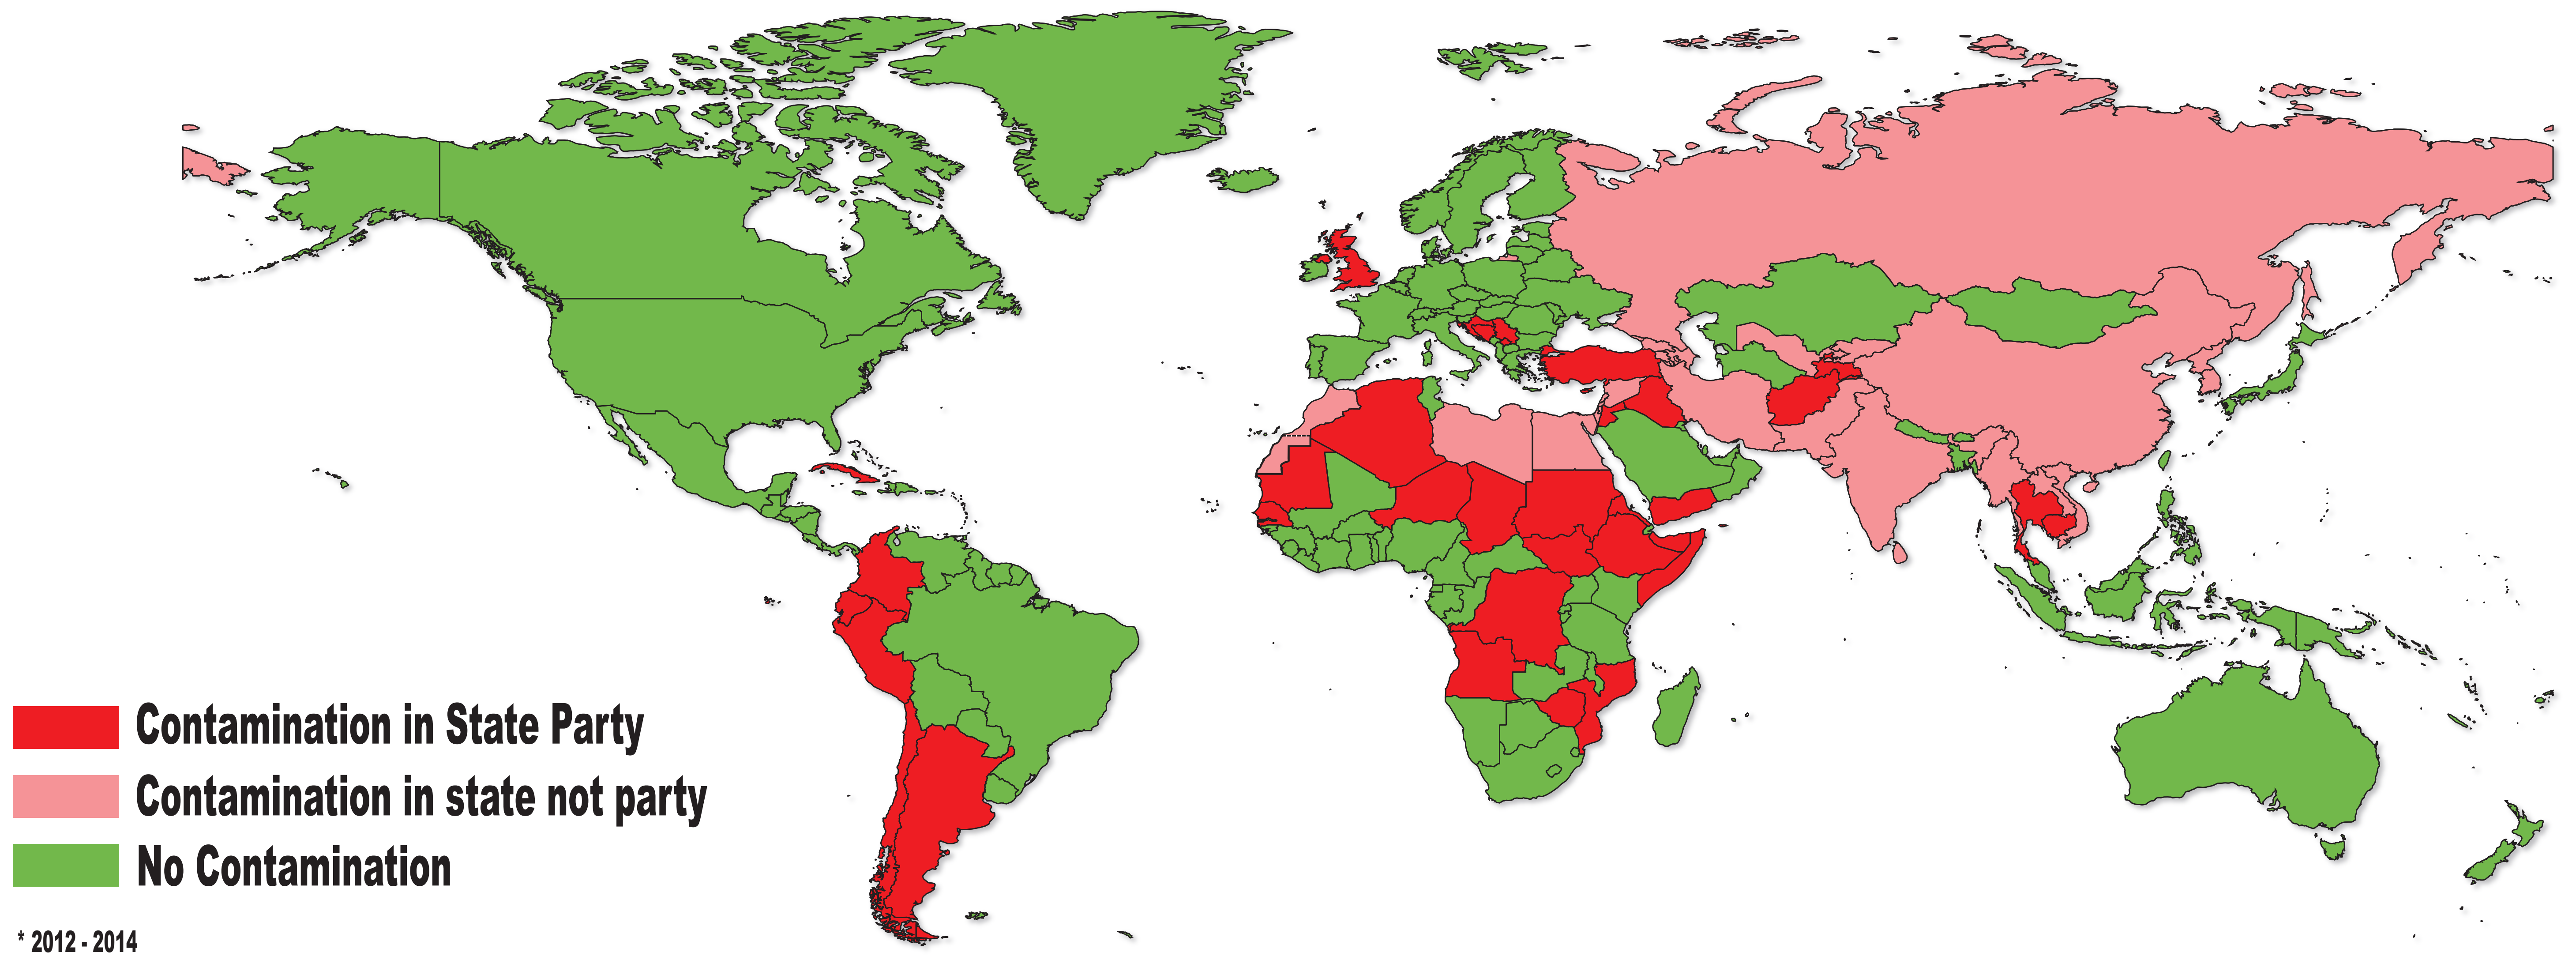 Contamination in State Party
Contamination in state not party
No Contamination
* 2012 - 2014